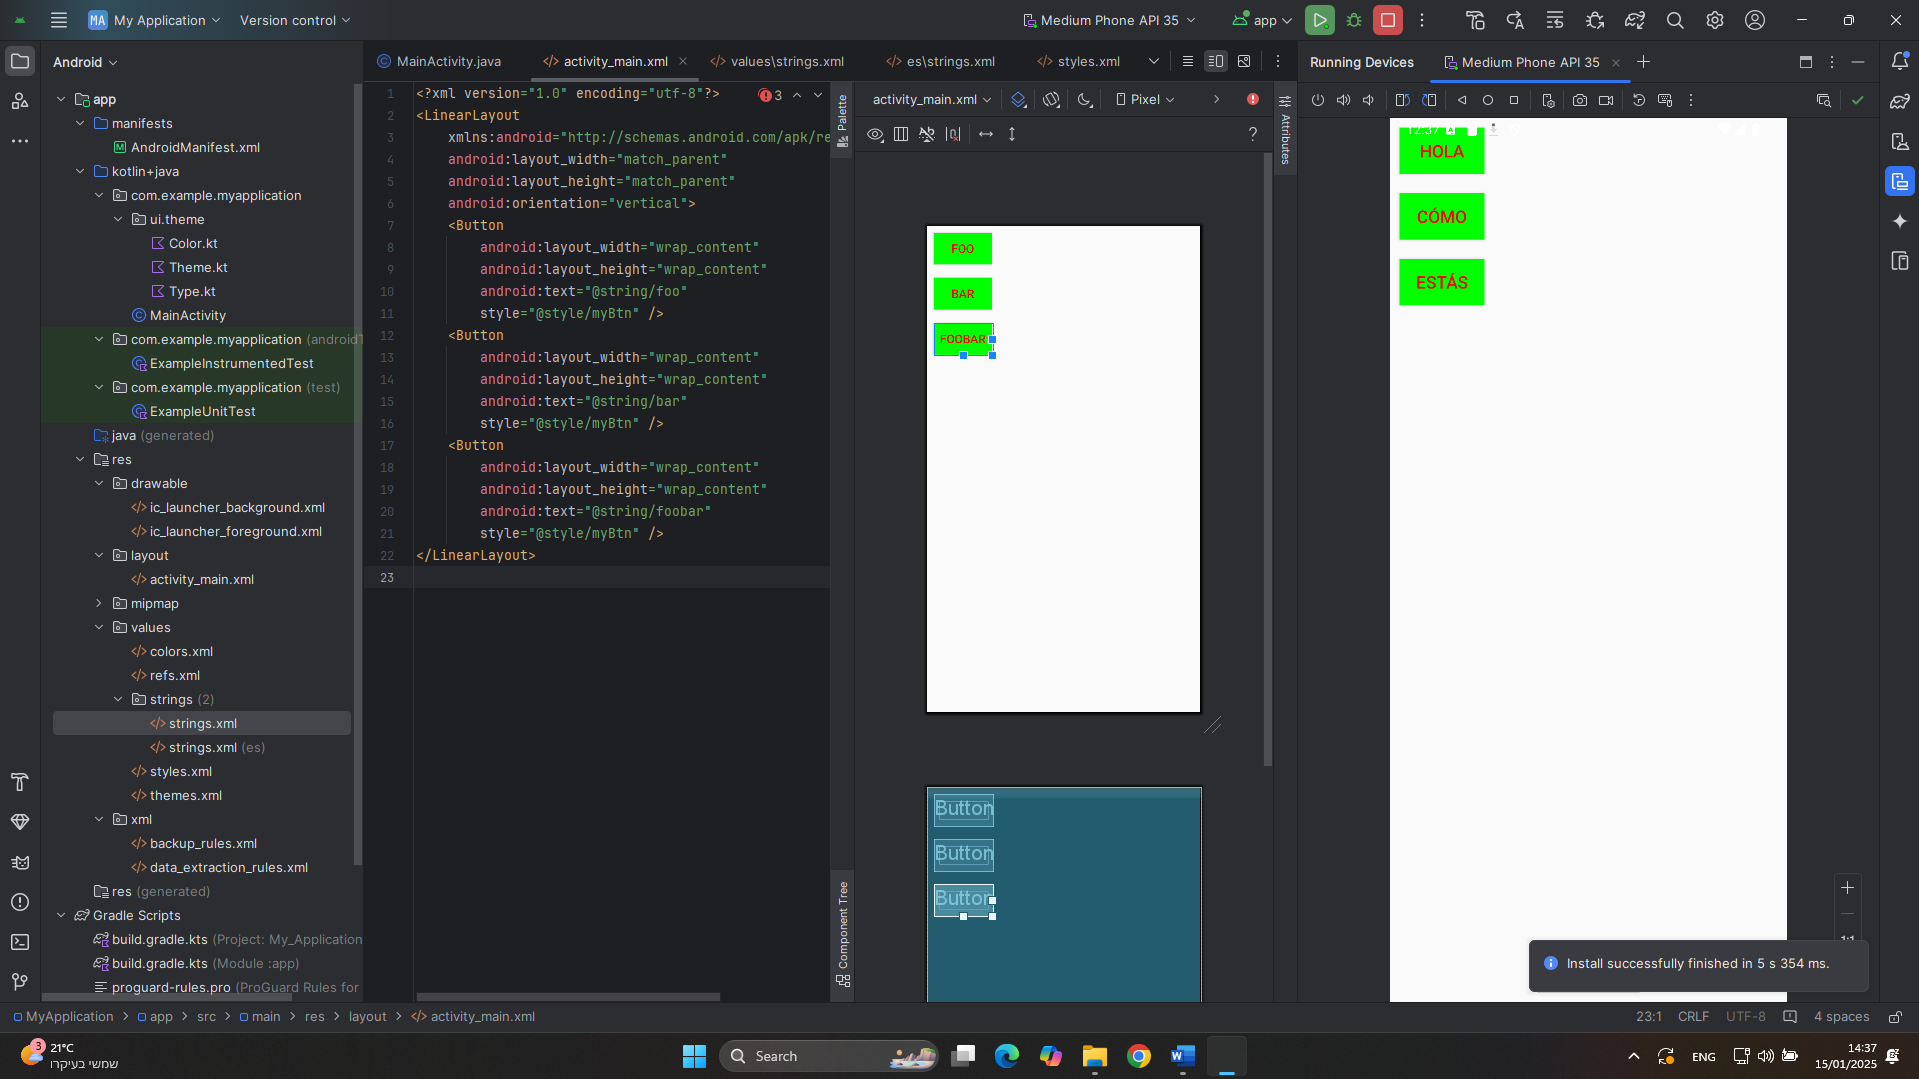 MA My Application Version control Medium Phone API 35 app
Android
app
manifests
AndroidManifest.xml
kotlin+java
com.example.myapplication
ui.theme
Color.kt
Theme.kt
Type.kt
MainActivity
com.example.myapplication (androidT
ExampleInstrumentedTest
com.example.myapplication (test)
ExampleUnitTest
java (generated)
res
drawable
ic_launcher_background.xml
ic_launcher_foreground.xml
layout
activity_main.xml
mipmap
values
colors.xml
refs.xml
strings (2)
strings.xml
strings.xml (es)
styles.xml
themes.xml
xml
backup_rules.xml
data_extraction_rules.xml
res (generated)
Gradle Scripts
build.gradle.kts (Project: My_Application
build.gradle.kts (Module :app)
proguard-rules.pro (ProGuard Rules for
MainActivity.java activity_main.xml values\strings.xml es\strings.xml styles.xml
3
1 <?xml version="1.0" encoding="utf-8"?>
2 <LinearLayout
3 xmlns:android="http://schemas.android.com/apk/re
4 android:layout_width="match_parent"
5 android:layout_height="match_parent"
6 android:orientation="vertical">
7 <Button
8 android:layout_width="wrap_content"
9 android:layout_height="wrap_content"
10 android:text="@string/foo"
11 style="@style/myBtn" />
12 <Button
13 android:layout_width="wrap_content"
14 android:layout_height="wrap_content"
15 android:text="@string/bar"
16 style="@style/myBtn" />
17 <Button
18 android:layout_width="wrap_content"
19 android:layout_height="wrap_content"
20 android:text="@string/foobar"
21 style="@style/myBtn" />
22 </LinearLayout>
23
Palette
Component Tree
activity_main.xml Pixel
?
FOO
BAR
FOOBAR
Button
Button
Button
Attributes
Running Devices Medium Phone API 35
12:37
HOLA
CÓMO
ESTÁS
1:1
Install successfully finished in 5 s 354 ms.
MyApplication > app > src > main > res > layout > activity_main.xml
23:1 CRLF UTF-8 4 spaces
3
21°C
שמשי בעיקרו
Search
ENG
14:37
15/01/2025